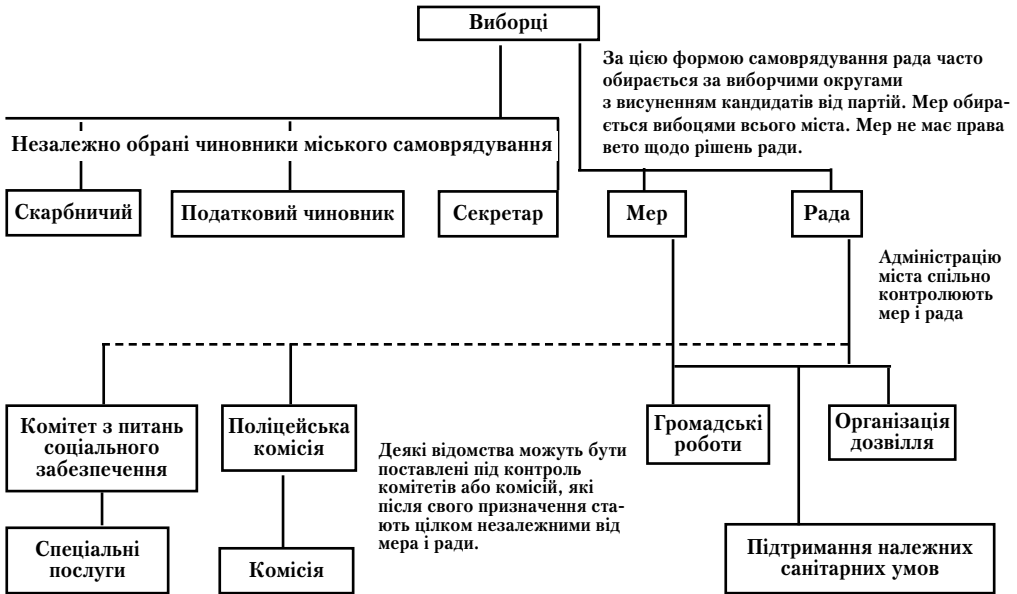 Виборці
За цією формою самоврядування рада часто
обирається за виборчими округами
з висуненням кандидатів від партій. Мер обира-
ється вибоцями всього міста. Мер не має права
вето щодо рішень ради.
Незалежно обрані чиновники міського самоврядування
Скарбничий
Податковий чиновник
Секретар
Мер
Рада
Адміністрацію
міста спільно
контролюють
мер і рада
Комітет з питань
соціального
забезпечення
Поліцейська
комісія
Громадські
роботи
Організація
дозвілля
Деякі відомства можуть бути
поставлені під контроль
комітетів або комісій, які
після свого призначення ста-
ють цілком незалежними від
мера і ради.
Спеціальні
послуги
Комісія
Підтримання належних
санітарних умов